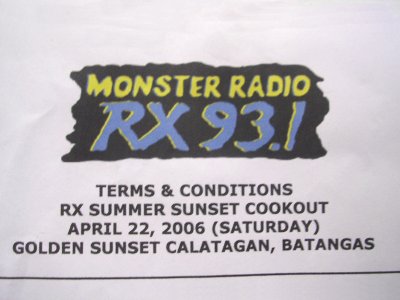 MONSTER RADIO
RX 93.1
TERMS & CONDITIONS
RX SUMMER SUNSET COOKOUT
APRIL 22, 2006 (SATURDAY)
GOLDEN SUNSET CALATAGAN, BATANGAS